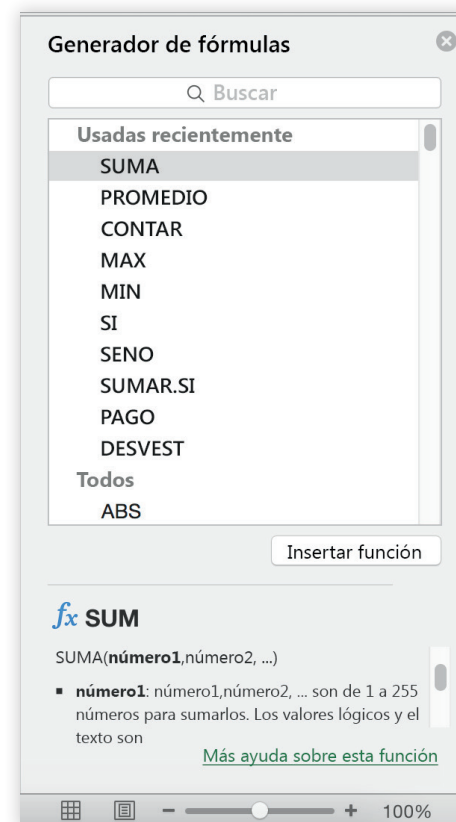 Generador de fórmulas
Buscar
Usadas recientemente
SUMA
PROMEDIO
CONTAR
MAX
MIN
SI
SENO
SUMAR.SI
PAGO
DESVEST
Todos
ABS
Insertar función
fx SUM
SUMA(número1,número2, ...)
▪ número1: número1,número2, ... son de 1 a 255
números para sumarlos. Los valores lógicos y el
texto son
Más ayuda sobre esta función
− + 100%